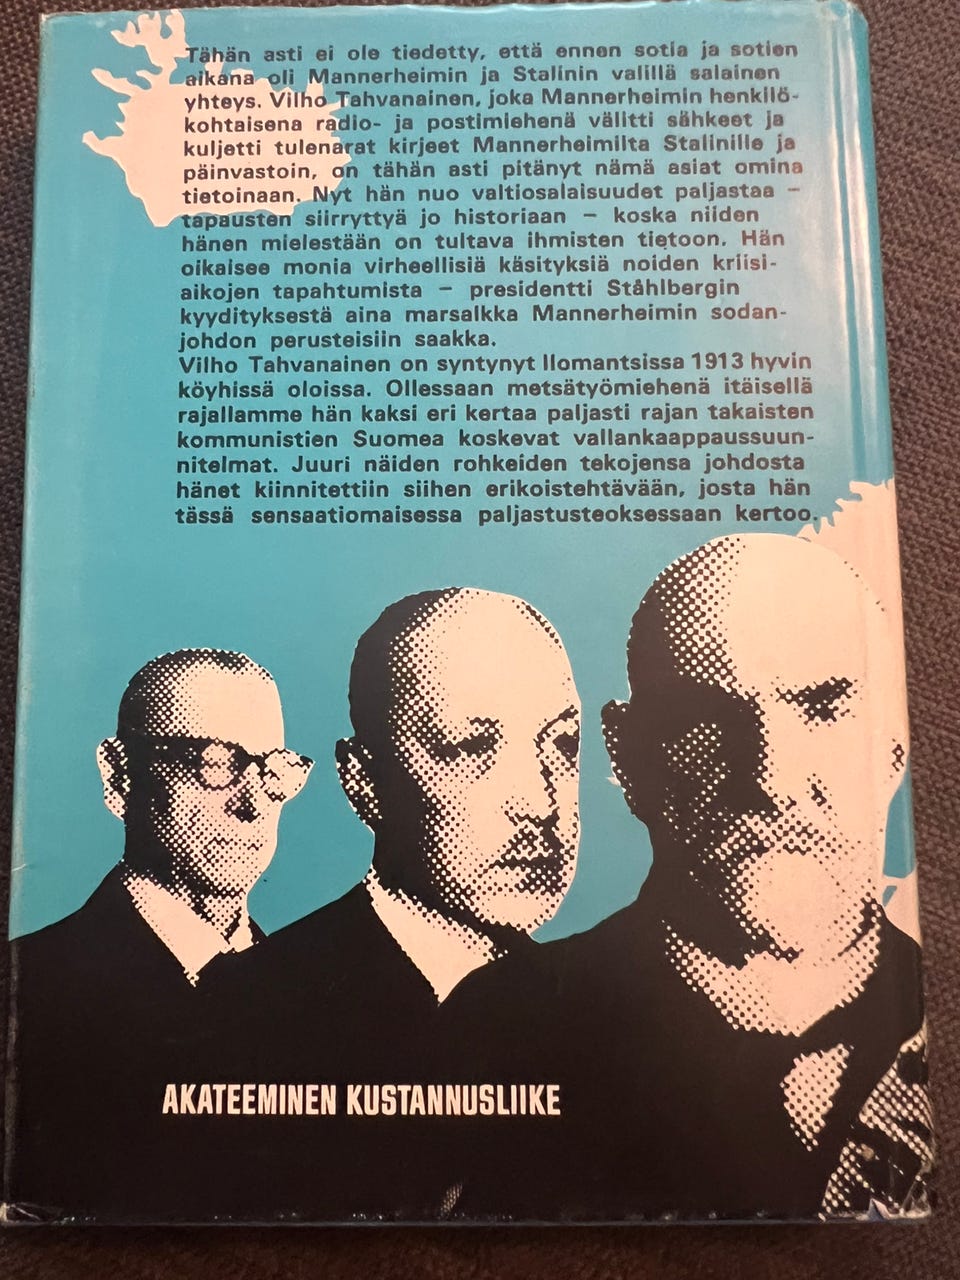 Tähän asti ei ole tiedetty, että ennen sotia ja sotien
aikana oli Mannerheimin ja Stalinin valillä salainen
yhteys. Vilho Tahvanainen, joka Mannerheimin henkilö-
kohtaisena radio- ja postimiehenä välitti sähkeet ja
kuljetti tulenarat kirjeet Mannerheimilta Stalinille ja
päinvastoin, on tähän asti pitänyt nämä asiat omina
tietoinaan. Nyt hän nuo valtiosalaisuudet paljastaa –
tapausten siirryttyä jo historiaan – koska niiden
hänen mielestään on tultava ihmisten tietoon. Hän
oikaisee monia virheellisiä käsityksiä noiden kriisi-
aikojen tapahtumista – presidentti Ståhlbergin
kyydityksestä aina marsalkka Mannerheimin sodan-
johdon perusteisiin saakka.
Vilho Tahvanainen on syntynyt Ilomantsissa 1913 hyvin
köyhissä oloissa. Ollessaan metsätyömiehenä itäisellä
rajallamme hän kaksi eri kertaa paljasti rajan takaisten
kommunistien Suomea koskevat vallankaappaussuun-
nitelmat. Juuri näiden rohkeiden tekojensa johdosta
hänet kiinnitettiin siihen erikoistehtävään, josta hän
tässä sensaatiomaisessa paljastusteoksessaan kertoo.
AKATEEMINEN KUSTANNUSLIIKE